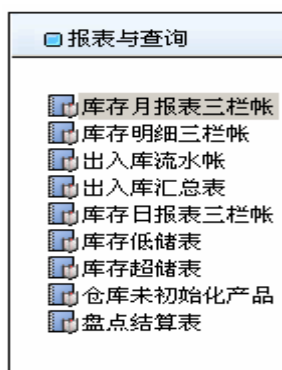 报表与查询
库存月报表三栏帐
库存明细三栏帐
出入库流水帐
出入库汇总表
库存日报表三栏帐
库存低储表
库存超储表
仓库未初始化产品
盘点结算表